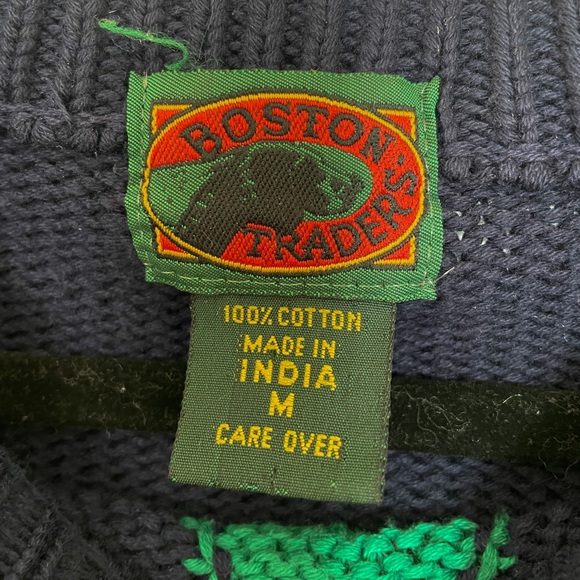 BOSTON
TRADERS
100% COTTON
MADE IN
INDIA
M
CARE OVER